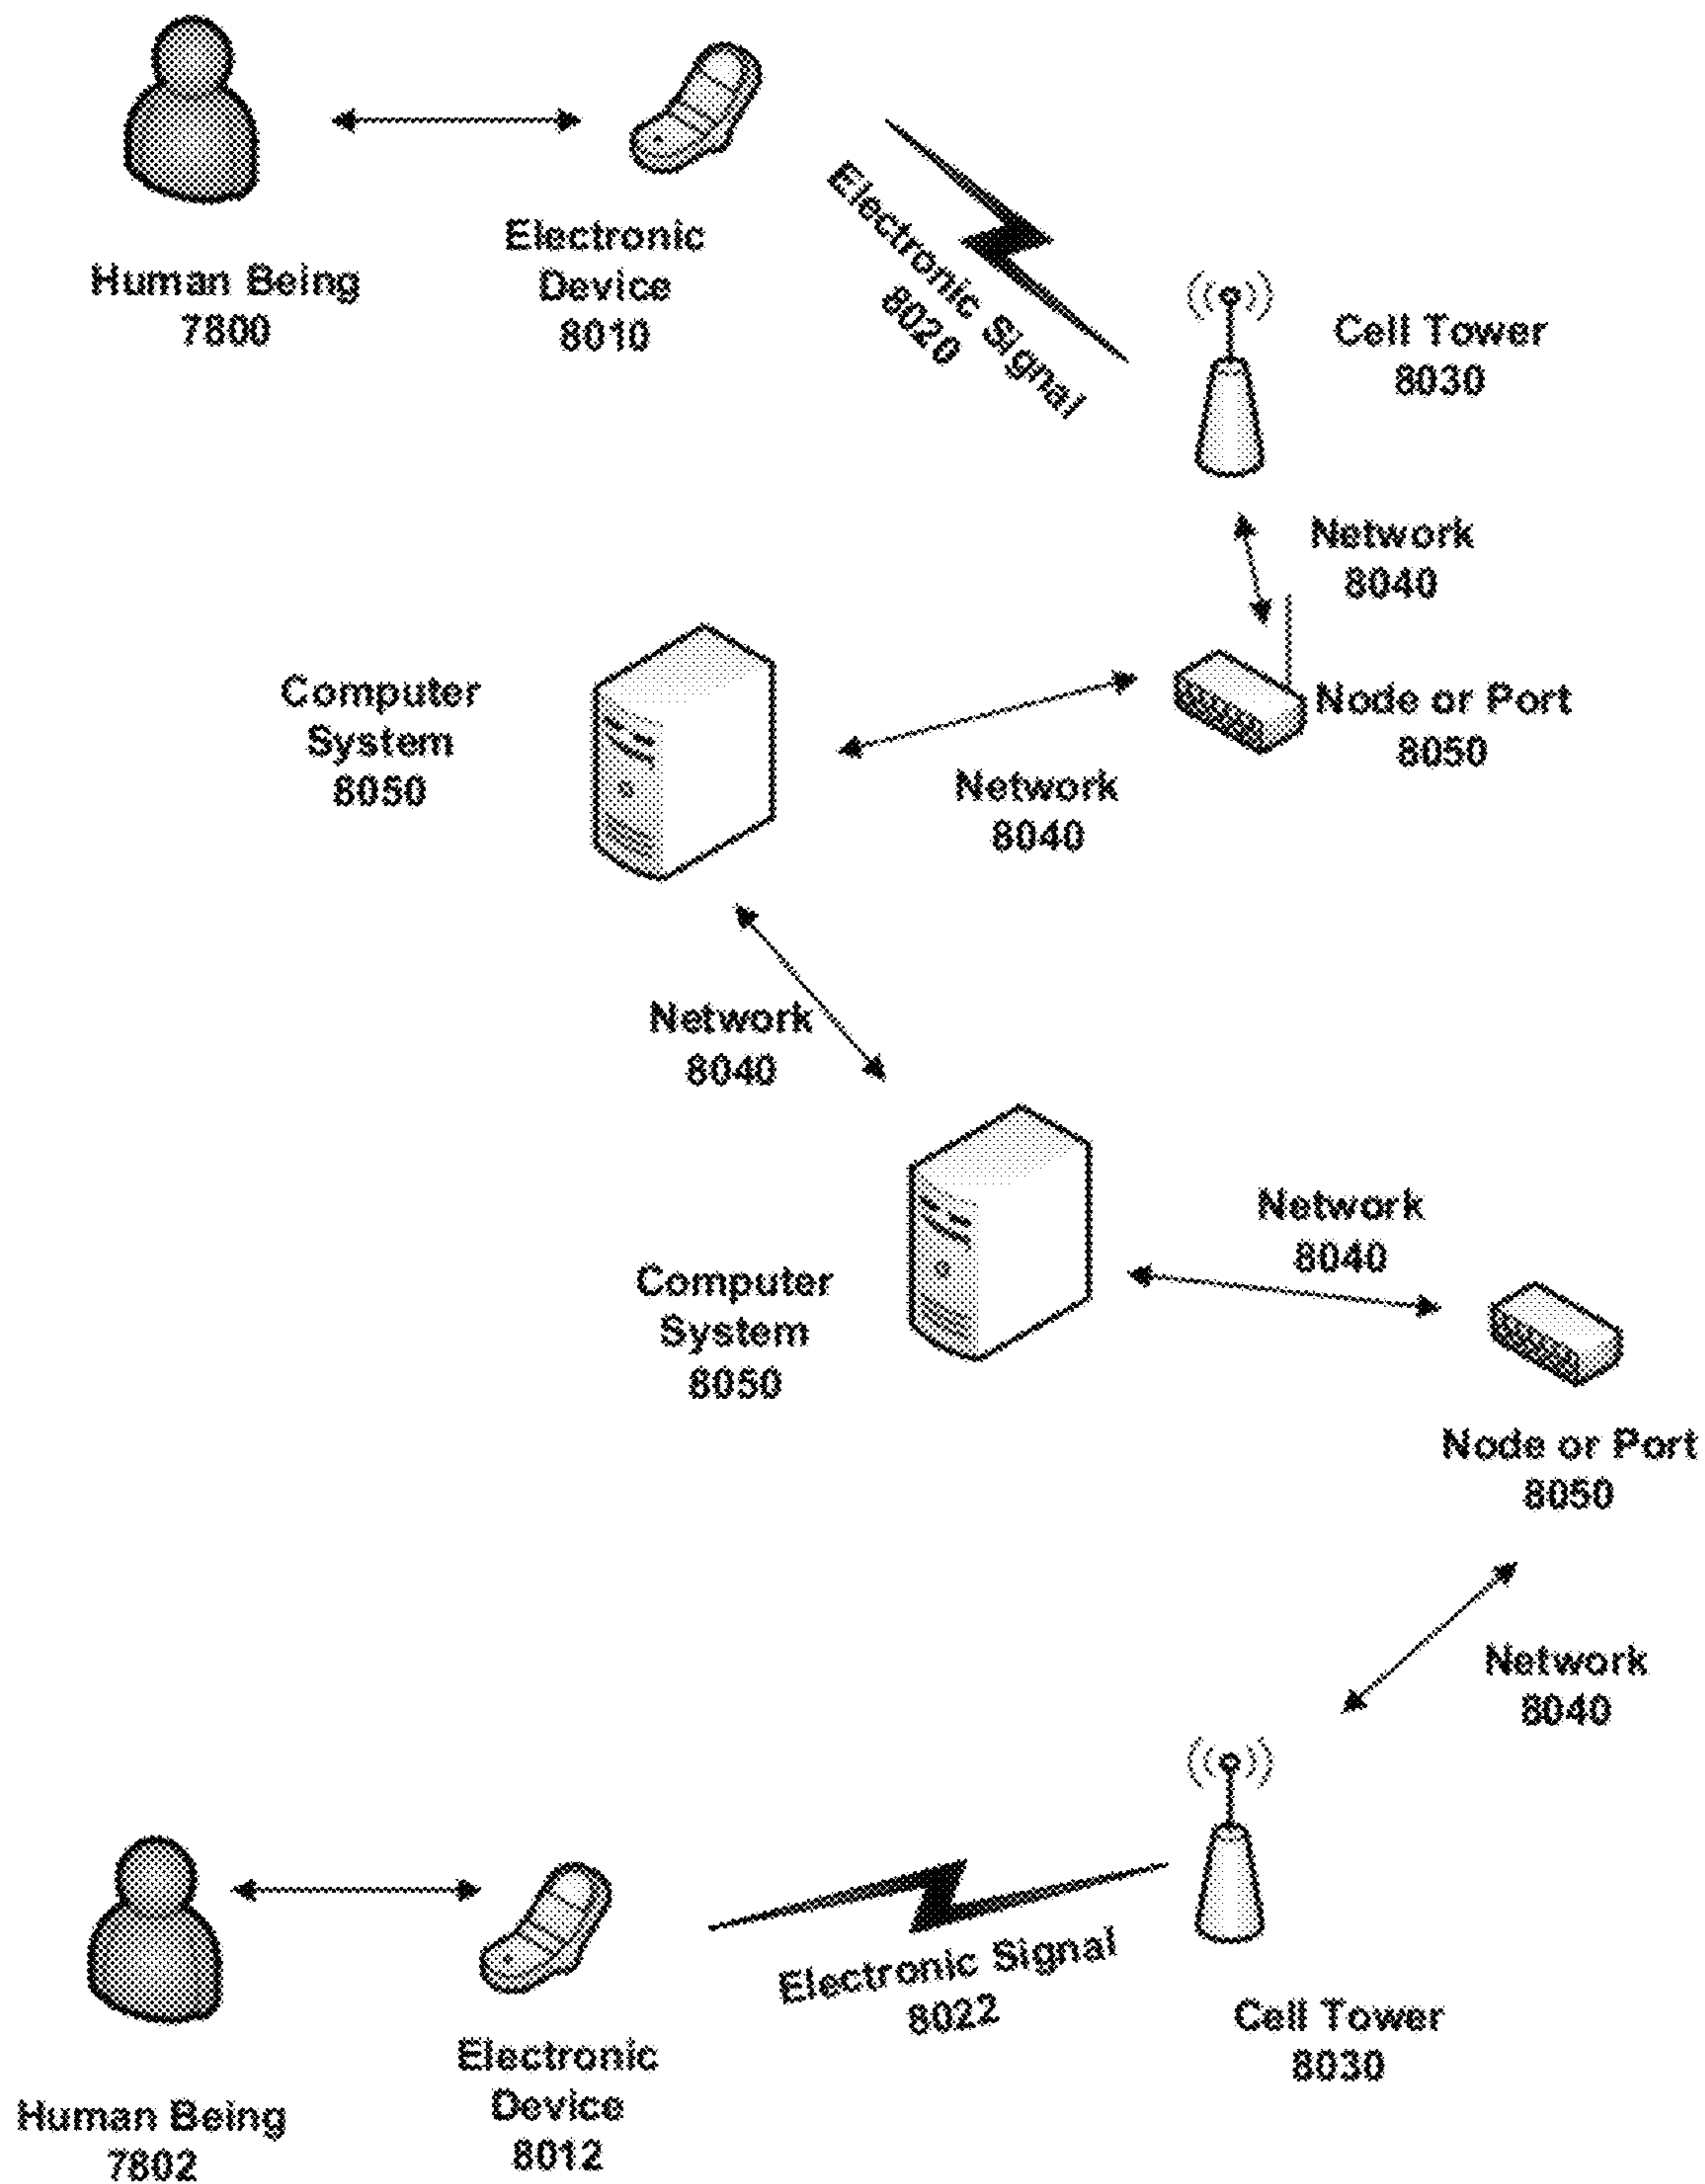 Human Being
7800
Electronic
Device
8010
Electronic Signal
8020
Cell Tower
8030
Network
8040
Computer
System
8050
Node or Port
8050
Network
8040
Network
8040
Network
8040
Computer
System
8050
Node or Port
8050
Network
8040
Electronic Signal
8022
Cell Tower
8030
Electronic
Device
8012
Human Being
7802